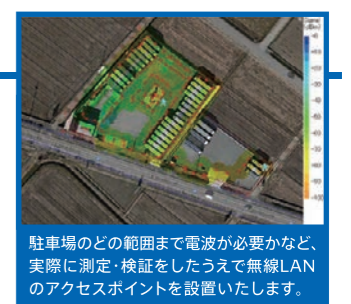 駐車場のどの範囲まで電波が必要かなど、
実際に測定・検証をしたうえで無線LAN
のアクセスポイントを設置いたします。